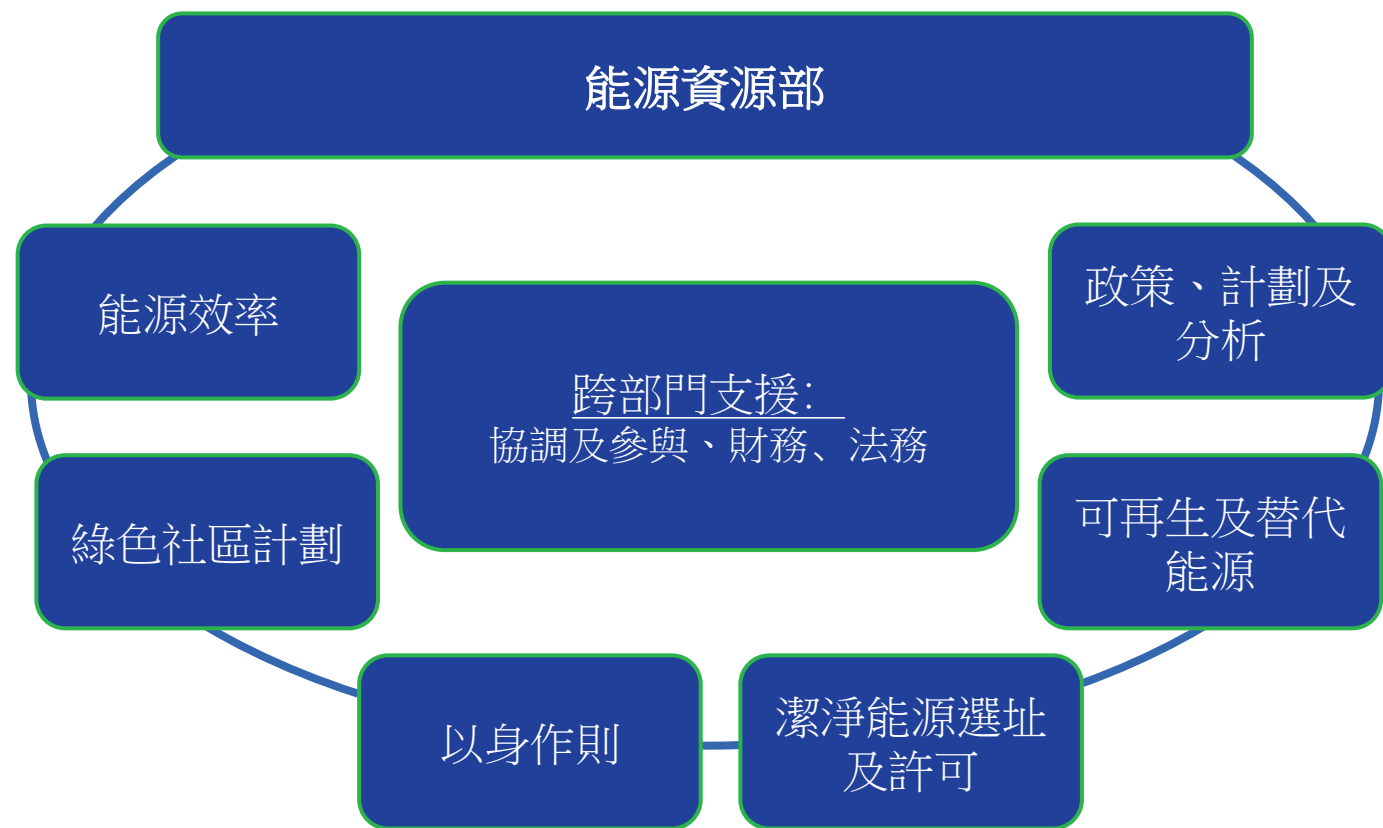 能源資源部
能源效率
政策、計劃及
分析
跨部門支援:
協調及參與、財務、法務
綠色社區計劃
可再生及替代
能源
以身作則
潔淨能源選址
及許可